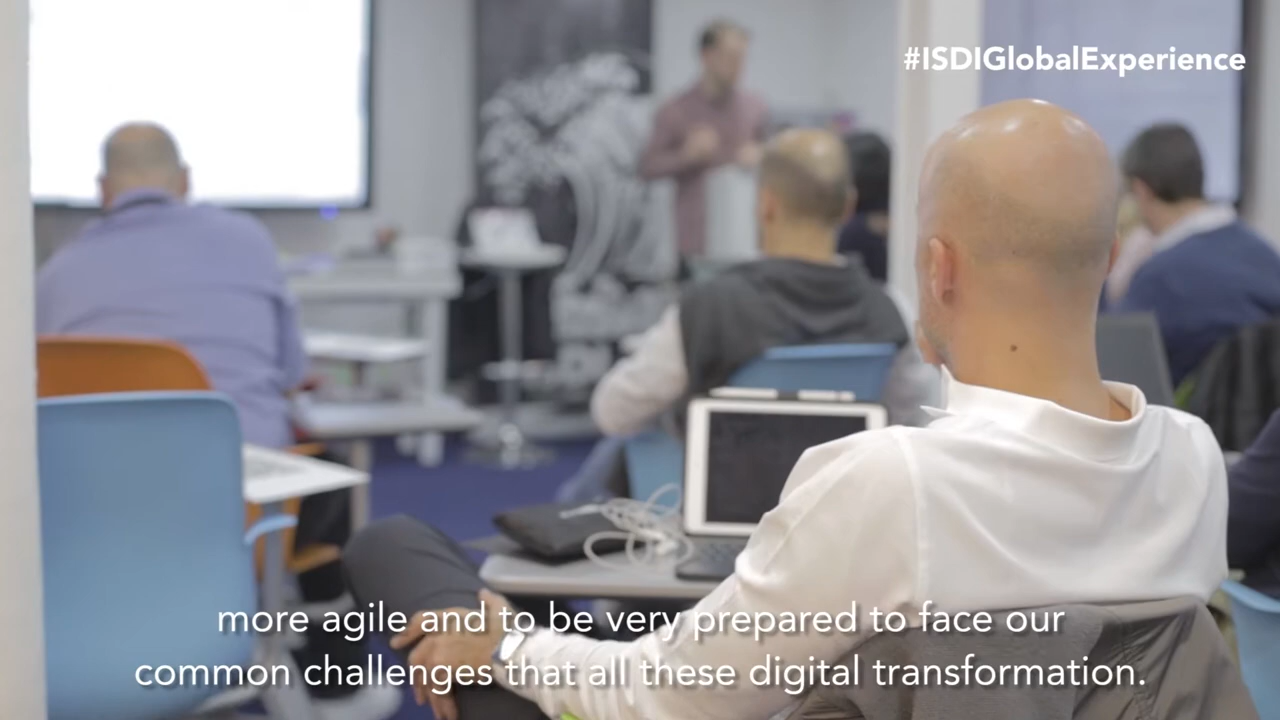 #ISDIGlobalExperience
more agile and to be very prepared to face our
common challenges that all these digital transformation.